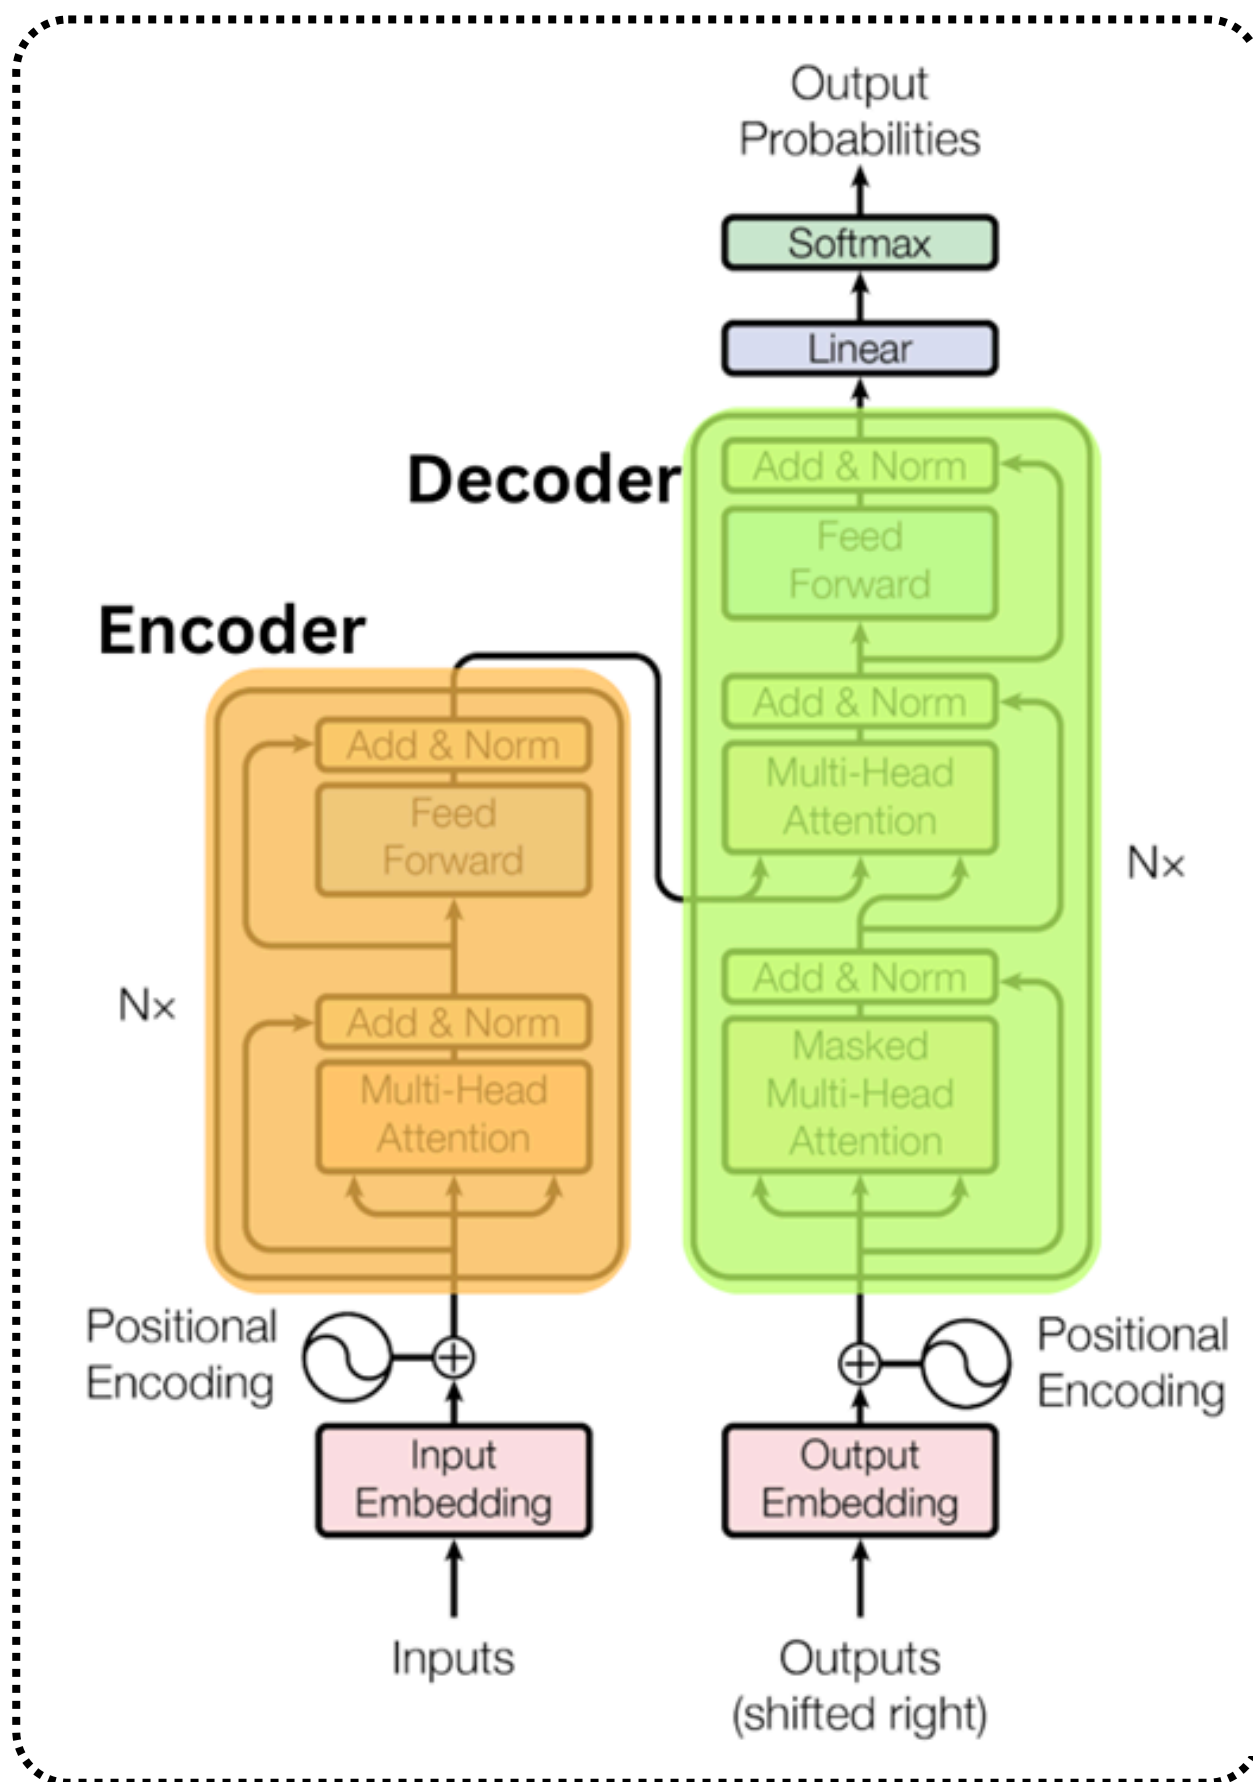 Output
Probabilities
Softmax
Linear
Decoder
Add & Norm
Feed
Forward
Add & Norm
Multi-Head
Attention
Nx
Add & Norm
Masked
Multi-Head
Attention
Encoder
Add & Norm
Feed
Forward
Nx
Add & Norm
Multi-Head
Attention
Positional
Encoding
Positional
Encoding
Input
Embedding
Output
Embedding
Inputs
Outputs
(shifted right)